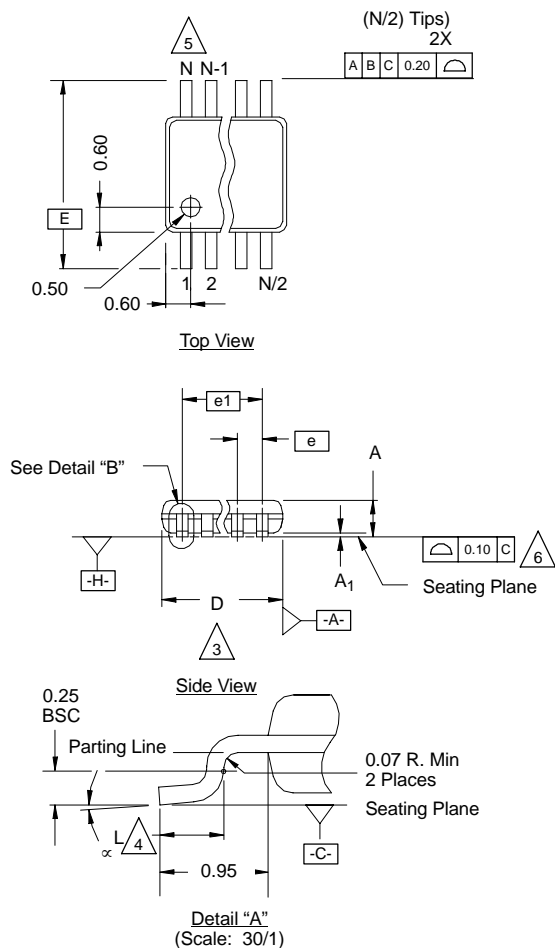 (N/2) Tips)
2X
5
N N-1
A B C 0.20
0.60
E
0.50
1 2 N/2
0.60
Top View
e1
e
See Detail “B”
A
0.10 C
6
-H-
A1
Seating Plane
D
-A-
3
Side View
0.25
BSC
Parting Line
0.07 R. Min
2 Places
Seating Plane
∝ L 4
-C-
0.95
Detail “A”
(Scale: 30/1)